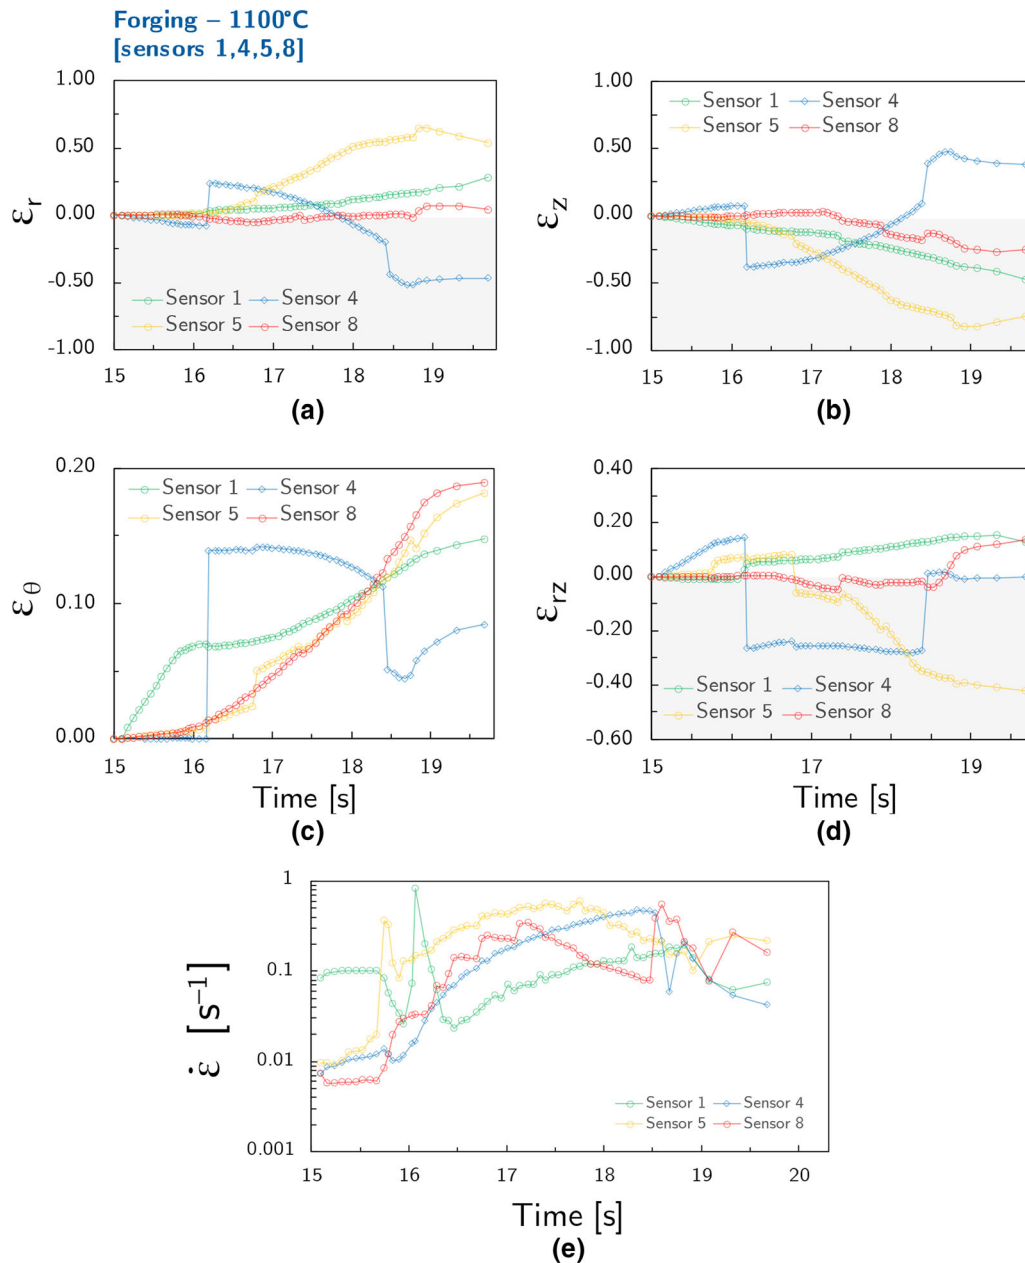 Forging – 1100°C
[sensors 1,4,5,8]
1.00
0.50
0.00
-0.50
-1.00
εr
Sensor 1
Sensor 4
Sensor 5
Sensor 8
15
16
17
18
19
(a)
1.00
0.50
0.00
-0.50
-1.00
εz
Sensor 1
Sensor 4
Sensor 5
Sensor 8
15
16
17
18
19
(b)
0.20
0.10
0.00
εθ
Sensor 1
Sensor 4
Sensor 5
Sensor 8
15
16
17
18
19
Time [s]
(c)
0.40
0.20
0.00
-0.20
-0.40
-0.60
εrz
Sensor 1
Sensor 4
Sensor 5
Sensor 8
15
16
17
18
19
Time [s]
(d)
1
0.1
0.01
0.001
ε̇ [s⁻¹]
Sensor 1
Sensor 4
Sensor 5
Sensor 8
15
16
17
18
19
20
Time [s]
(e)